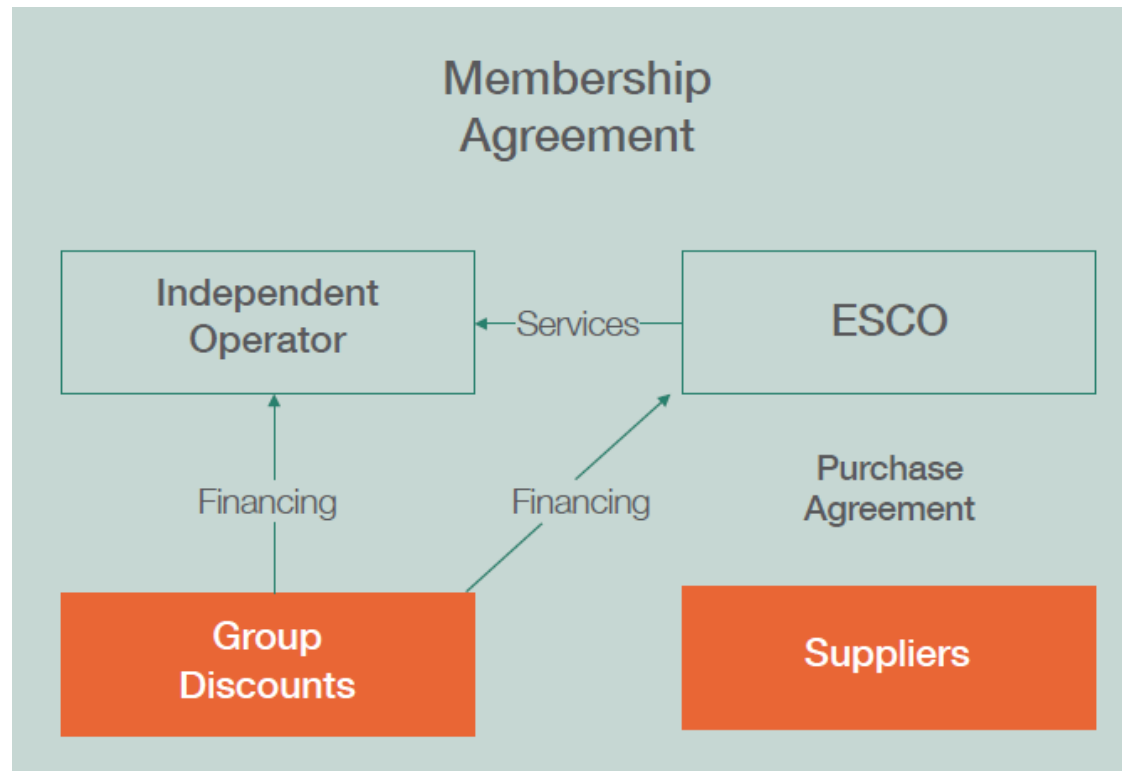 Membership
Agreement
Independent
Operator
Services
ESCO
Financing
Financing
Purchase
Agreement
Group
Discounts
Suppliers